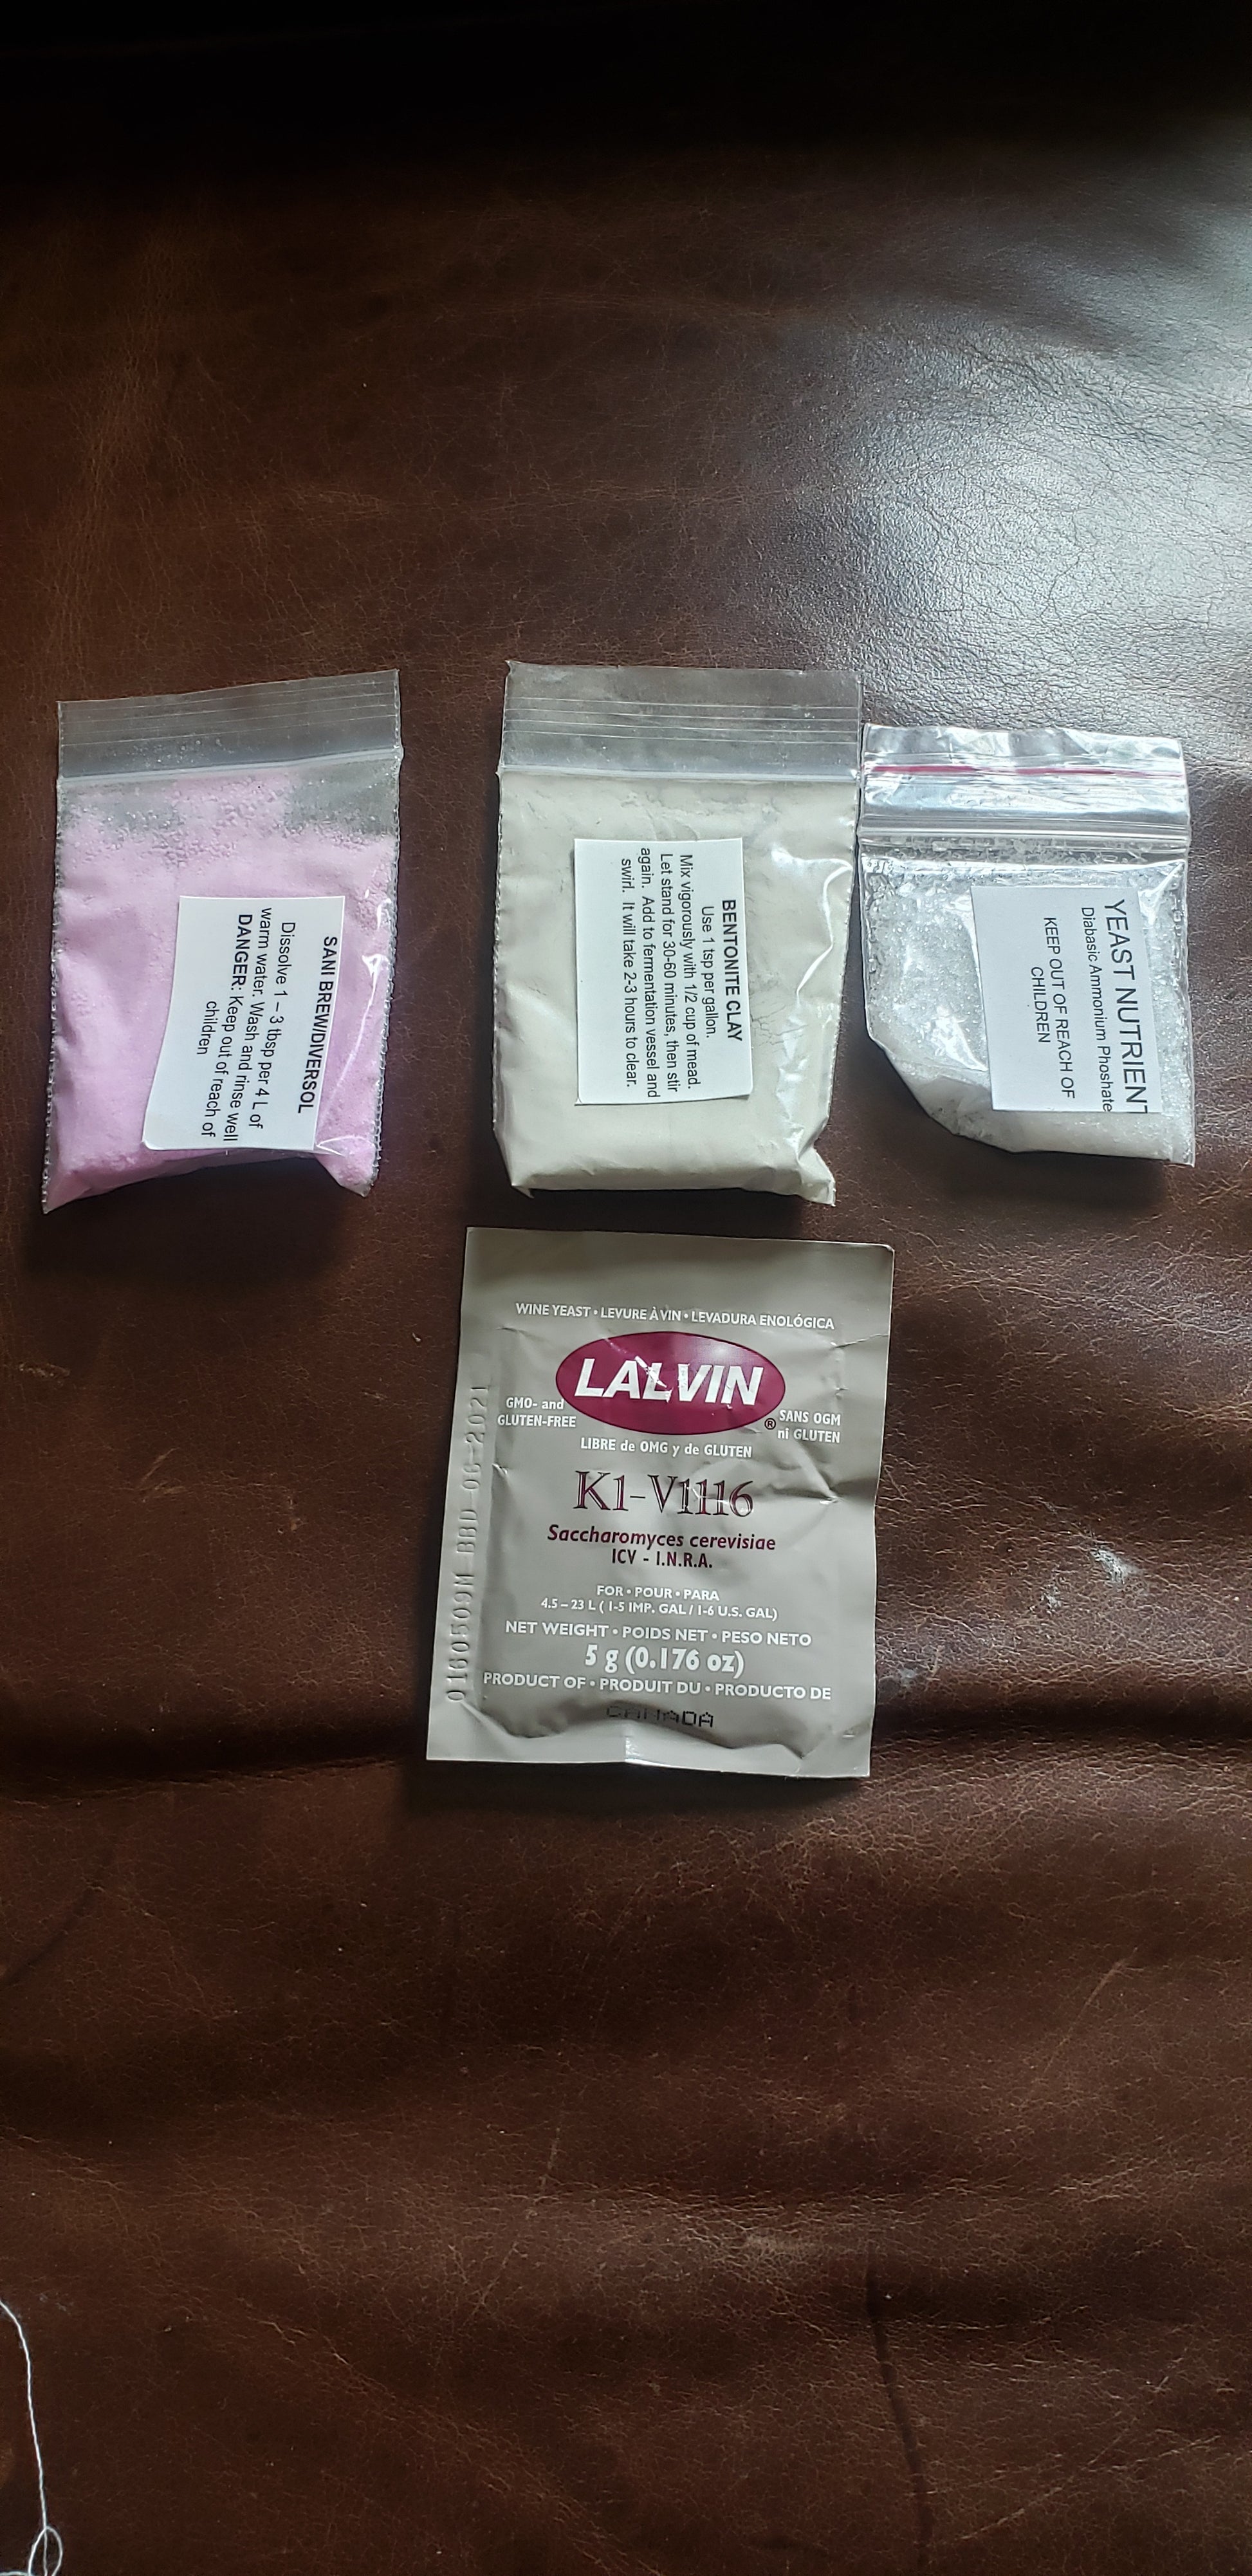 SANI BREW/DIVERSOL
Dissolve 1 – 3 tbsp per 4 L of
warm water. Wash and rinse well
DANGER: Keep out of reach of
children
BENTONITE CLAY
Use 1 tsp per gallon.
Mix vigorously with 1/2 cup of mead.
Let stand for 30-60 minutes, then stir
again. Add to fermentation vessel and
swirl. It will take 2-3 hours to clear.
YEAST NUTRIENT
Diabasic Ammonium Phoshate
KEEP OUT OF REACH OF
CHILDREN
WINE YEAST • LEVURE À VIN • LEVADURA ENOLÓGICA
LALVIN®
GMO- and
GLUTEN-FREE
SANS OGM
ni GLUTEN
LIBRE de OMG y de GLUTEN
K1-V1116
Saccharomyces cerevisiae
ICV - I.N.R.A.
FOR • POUR • PARA
4.5 – 23 L ( 1-5 IMP. GAL / 1-6 U.S. GAL)
NET WEIGHT • POIDS NET • PESO NETO
5 g (0.176 oz)
PRODUCT OF • PRODUIT DU • PRODUCTO DE
CANADA
0160509M BBD 06-2021